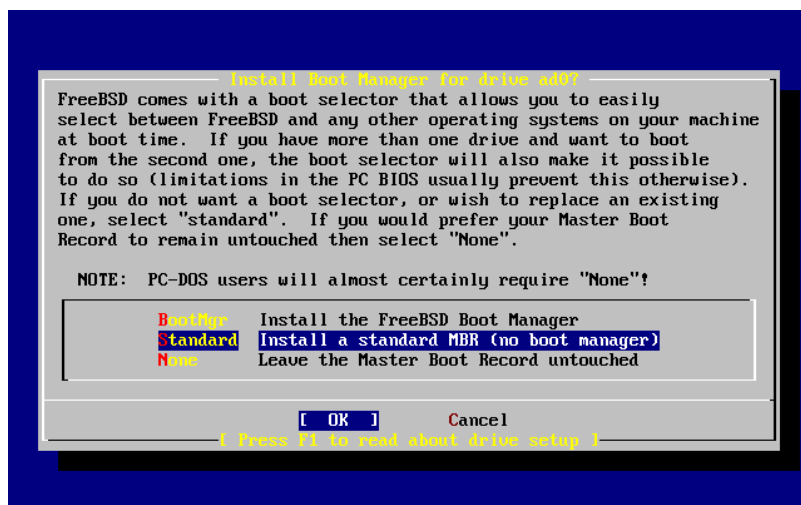 Install Boot Manager for drive ad0?
FreeBSD comes with a boot selector that allows you to easily
select between FreeBSD and any other operating systems on your machine
at boot time.  If you have more than one drive and want to boot
from the second one, the boot selector will also make it possible
to do so (limitations in the PC BIOS usually prevent this otherwise).
If you do not want a boot selector, or wish to replace an existing
one, select "standard".  If you would prefer your Master Boot
Record to remain untouched then select "None".
NOTE:  PC-DOS users will almost certainly require "None"!
BootMgr  Install the FreeBSD Boot Manager
Standard  Install a standard MBR (no boot manager)
None  Leave the Master Boot Record untouched
[  OK  ]  Cancel
[ Press F1 to read about drive setup ]